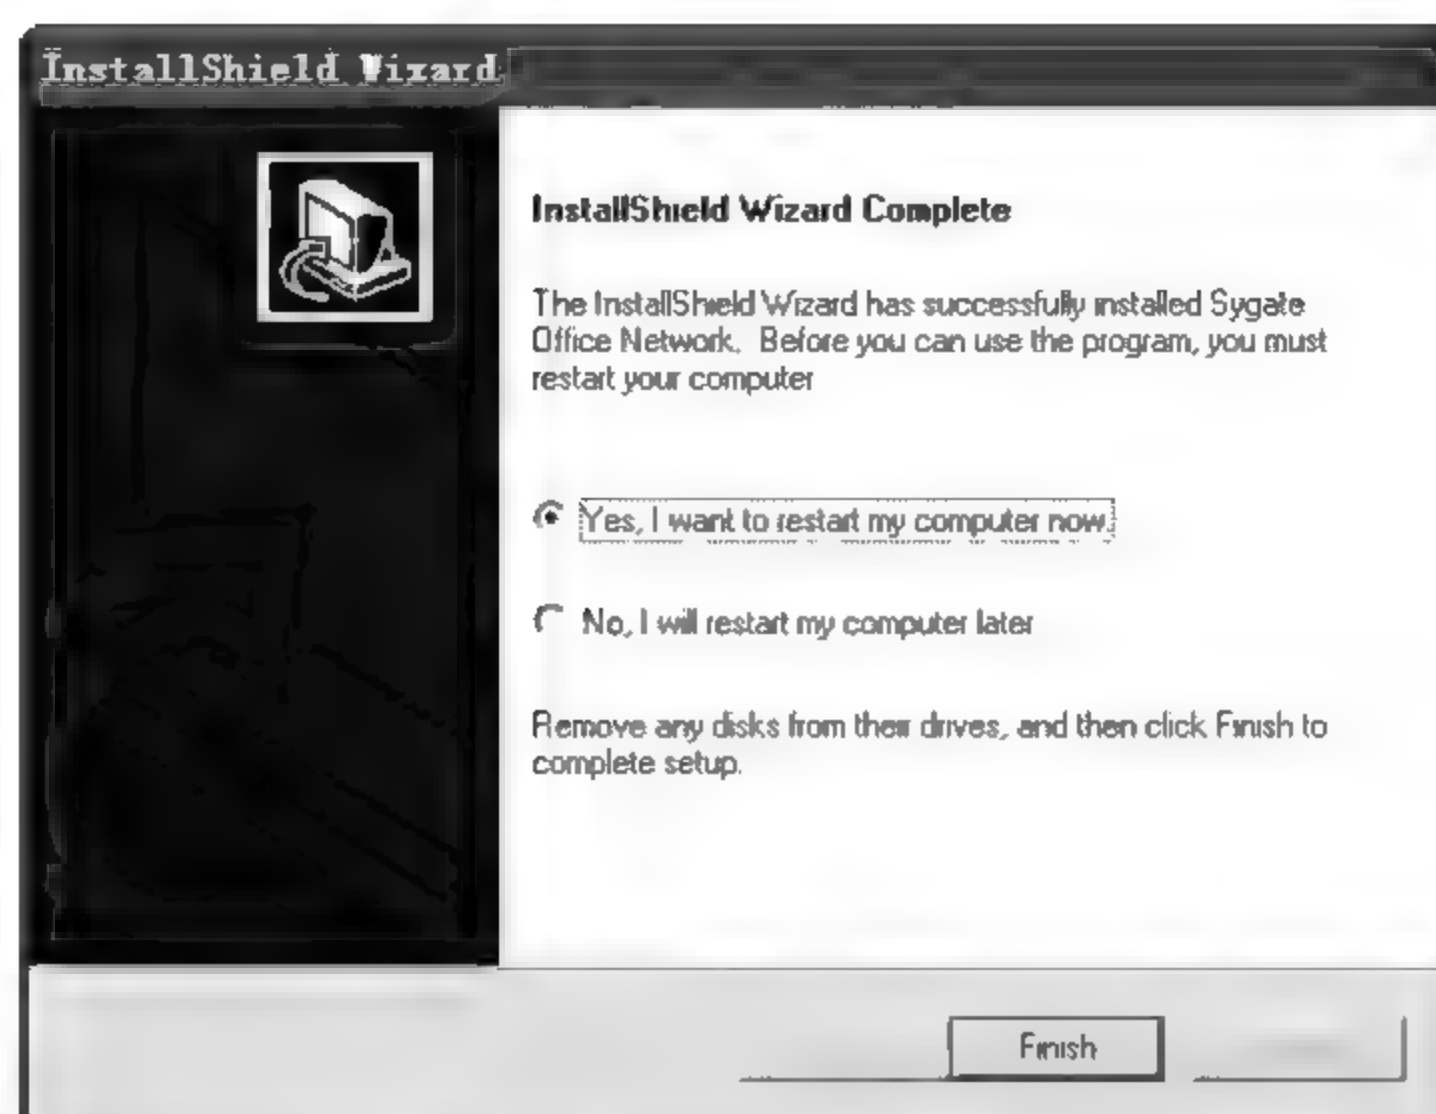 InstallShield Wizard
InstallShield Wizard Complete
The InstallShield Wizard has successfully installed Sygate
Office Network. Before you can use the program, you must
restart your computer
Yes, I want to restart my computer now.
No, I will restart my computer later
Remove any disks from their drives, and then click Finish to
complete setup.
Finish